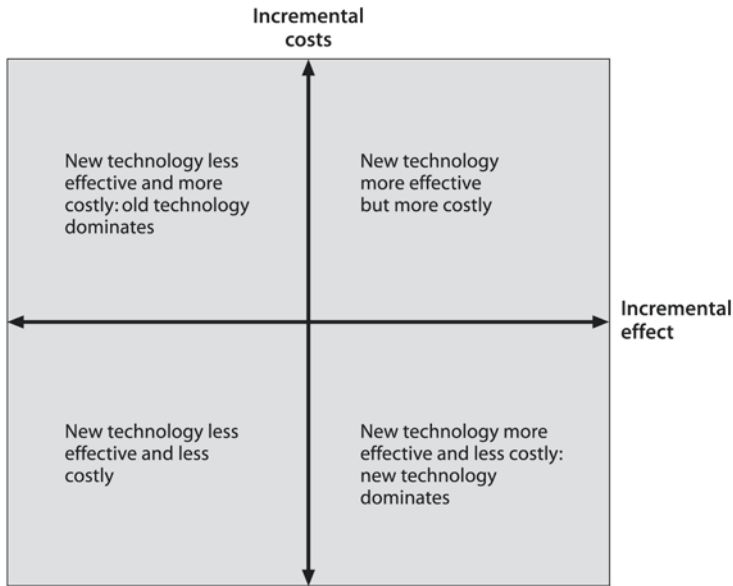 Incremental
costs
New technology less
effective and more
costly: old technology
dominates
New technology
more effective
but more costly
Incremental
effect
New technology less
effective and less
costly
New technology more
effective and less costly:
new technology
dominates